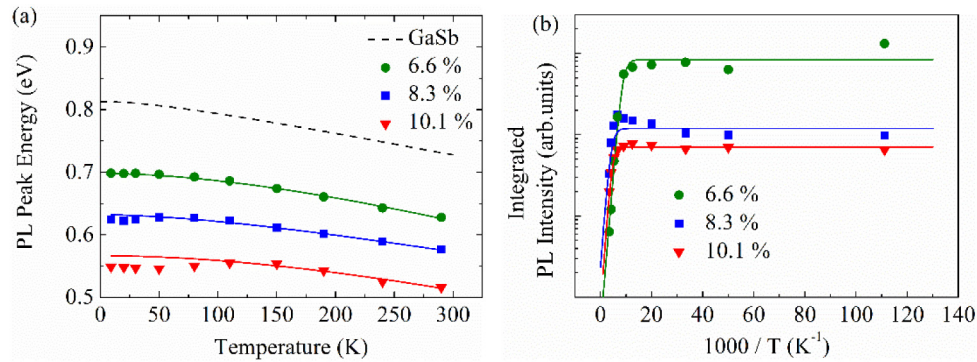 (a)
PL Peak Energy (eV)
0.9
0.8
0.7
0.6
0.5
0 50 100 150 200 250 300
Temperature (K)
GaSb
6.6 %
8.3 %
10.1 %
(b)
Integrated
PL Intensity (arb.units)
6.6 %
8.3 %
10.1 %
0 20 40 60 80 100 120 140
1000 / T (K⁻¹)